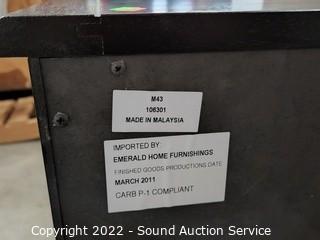 M43
106301
MADE IN MALAYSIA
IMPORTED BY:
EMERALD HOME FURNISHINGS
FINISHED GOODS PRODUCTIONS DATE
MARCH 2011
CARB P-1 COMPLIANT
Copyright 2022 - Sound Auction Service